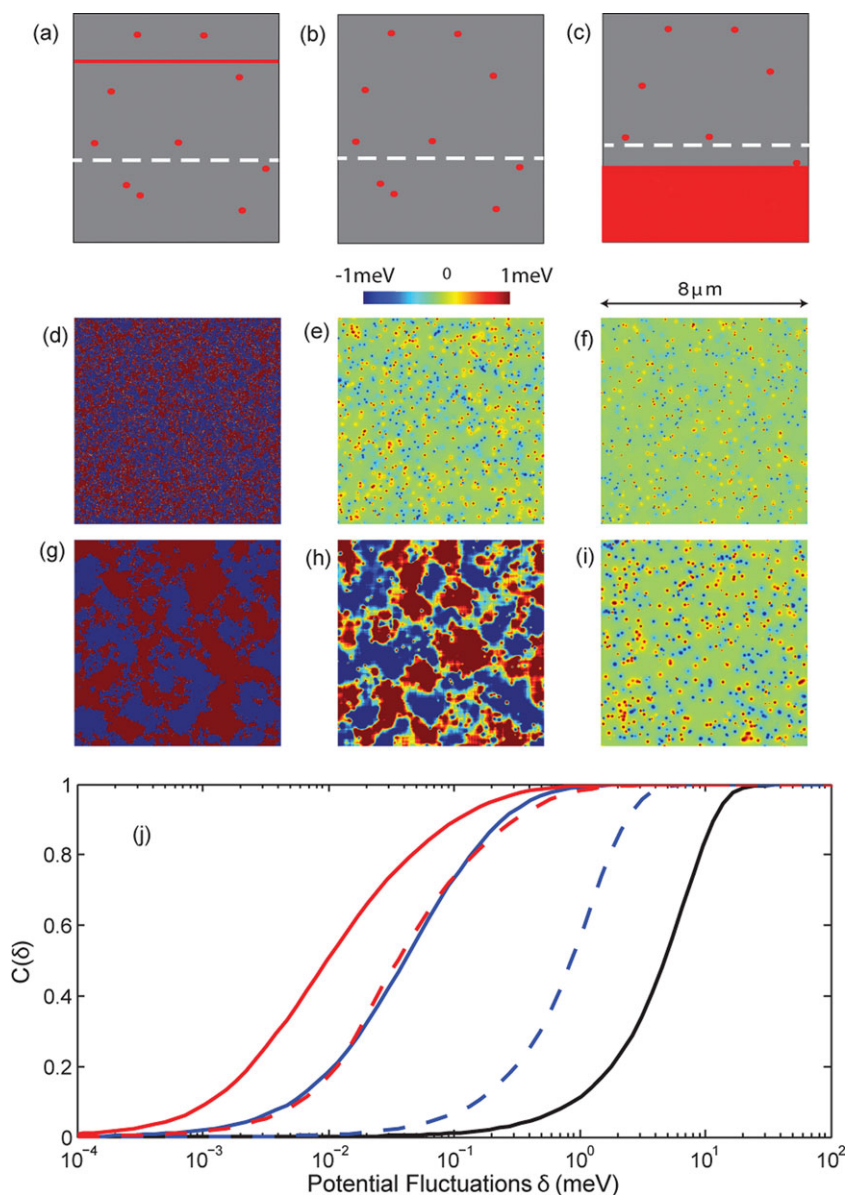 (a) (b) (c)
-1meV 0 1meV
8μm
(d) (e) (f)
(g) (h) (i)
(j)
C(δ)
1
0.8
0.6
0.4
0.2
0
10⁻⁴ 10⁻³ 10⁻² 10⁻¹ 10⁰ 10¹ 10²
Potential Fluctuations δ (meV)